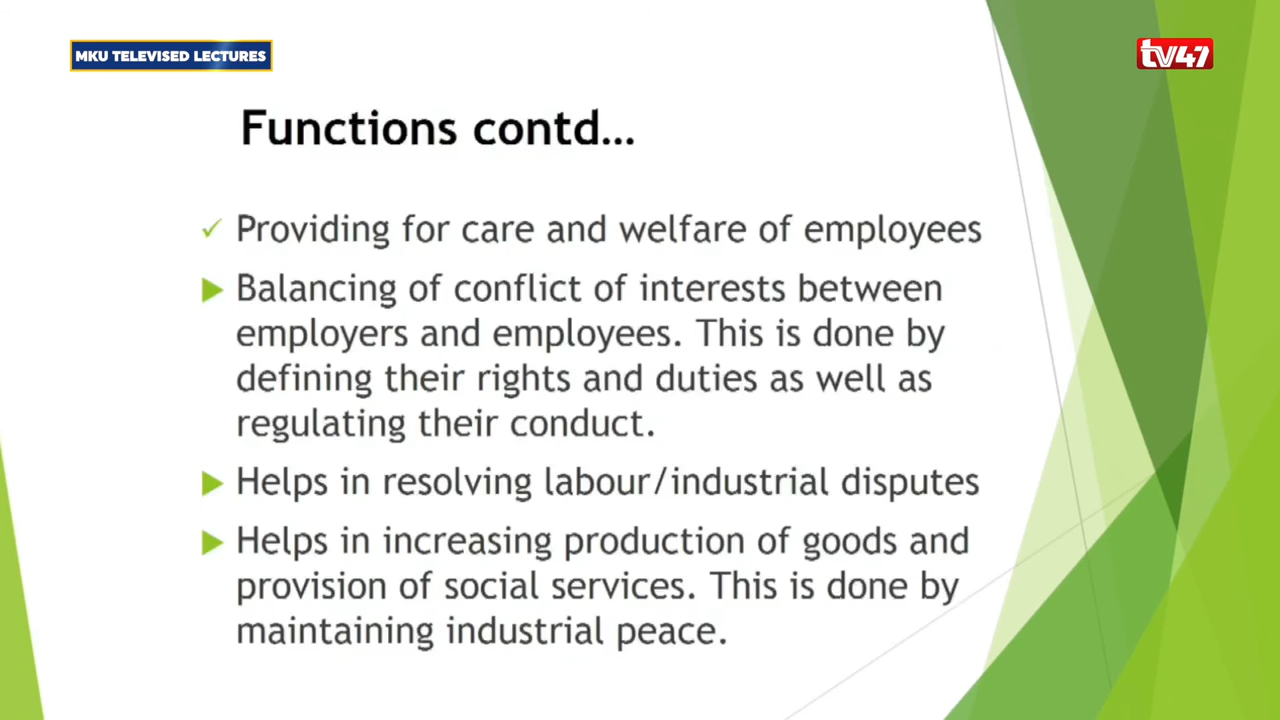 MKU TELEVISED LECTURES
tv47
Functions contd...
Providing for care and welfare of employees
Balancing of conflict of interests between
employers and employees. This is done by
defining their rights and duties as well as
regulating their conduct.
Helps in resolving labour/industrial disputes
Helps in increasing production of goods and
provision of social services. This is done by
maintaining industrial peace.